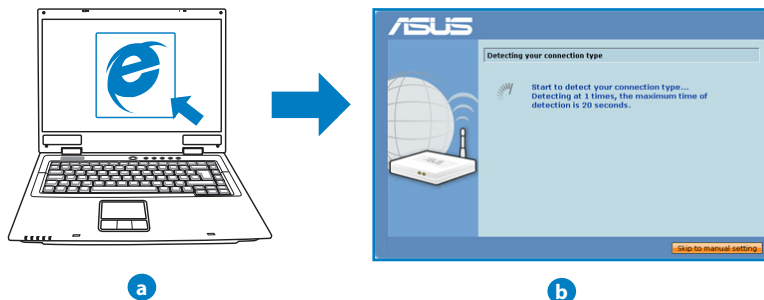 ASUS
Detecting your connection type
Start to detect your connection type...
Detecting at 1 times, the maximum time of
detection is 20 seconds.
ASUS
Skip to manual setting
a
b